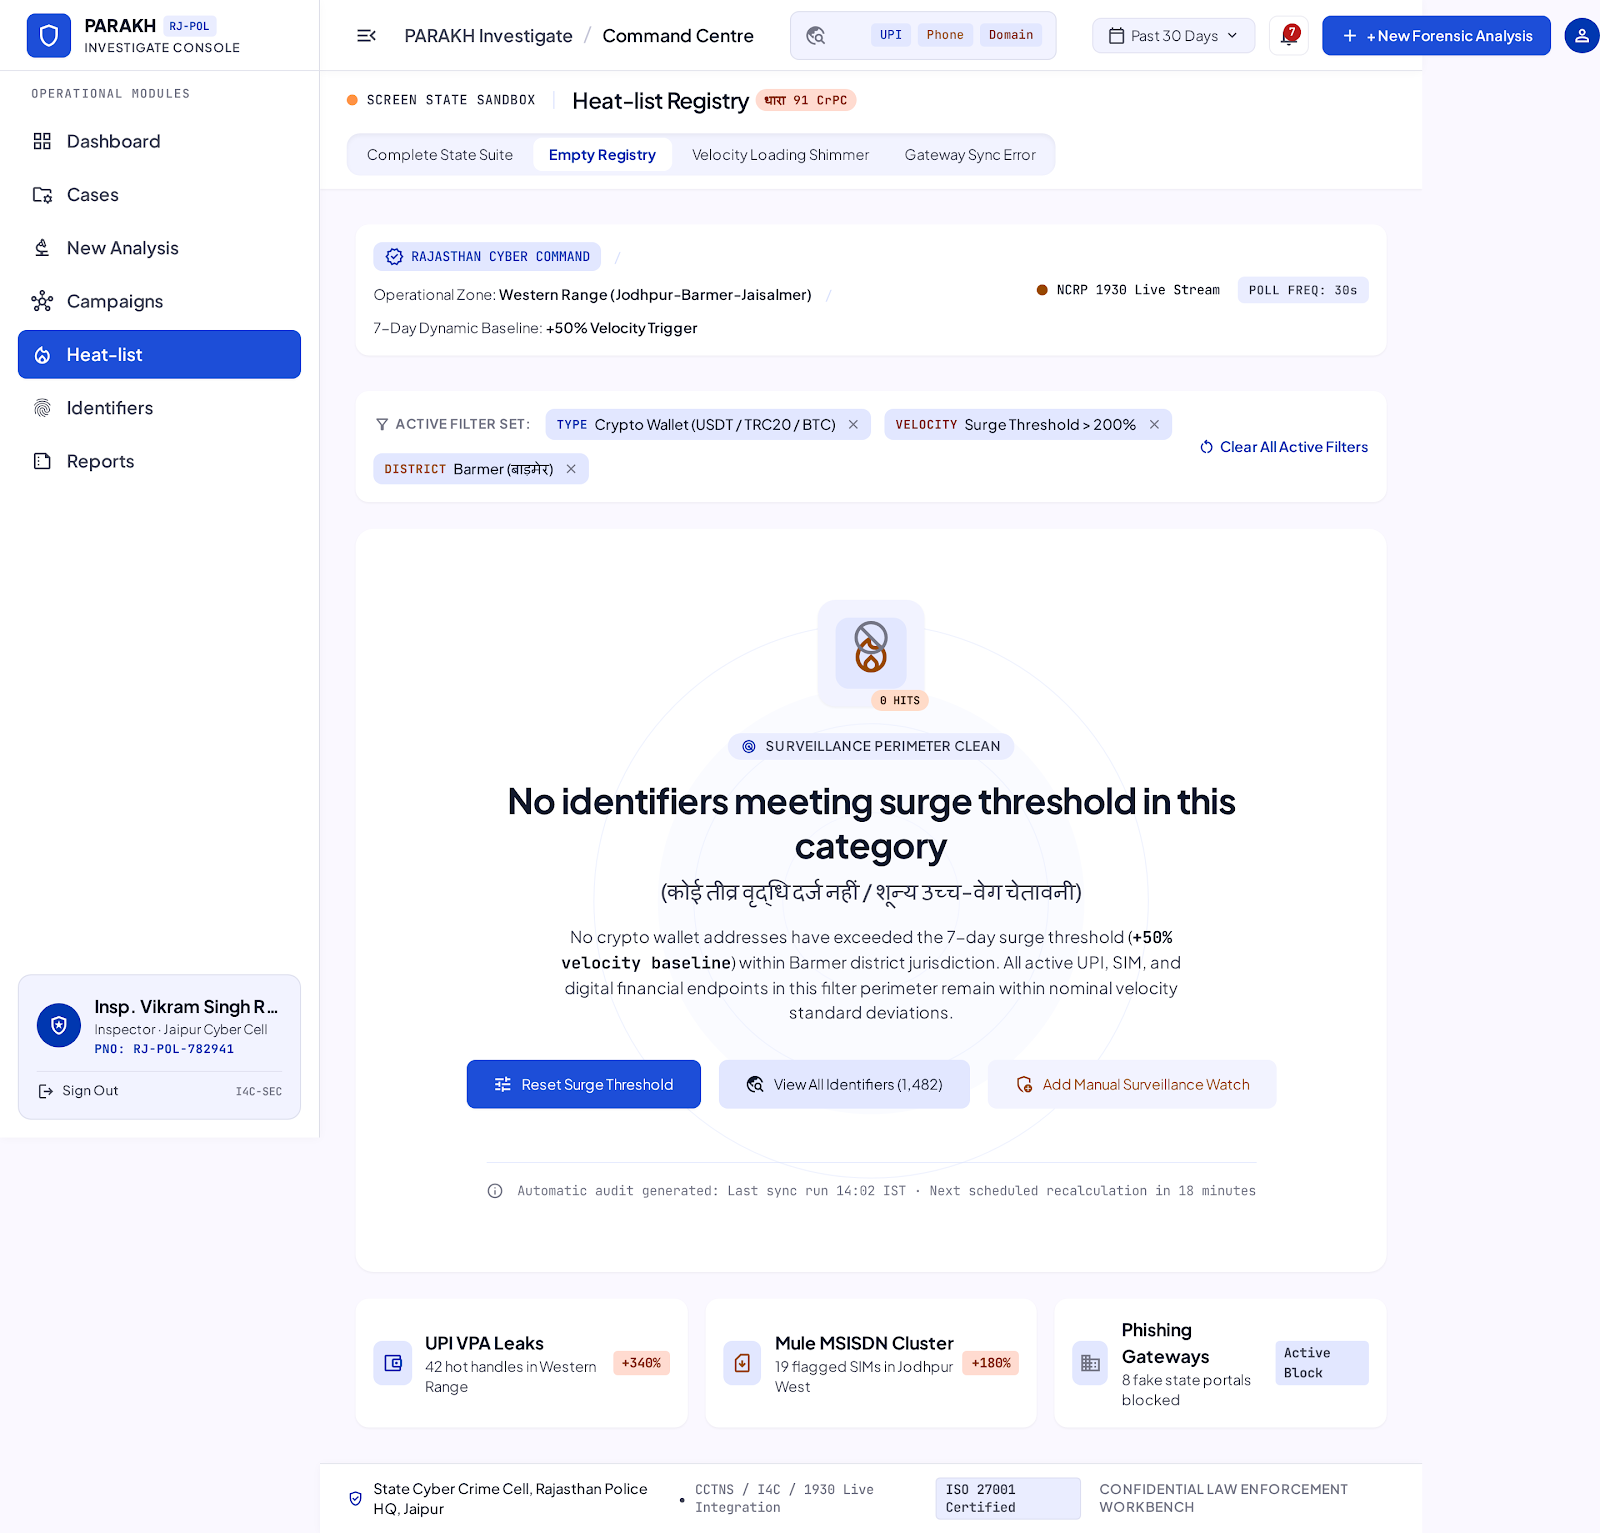 PARAKH RJ-POL
INVESTIGATE CONSOLE
PARAKH Investigate / Command Centre
UPI Phone Domain
Past 30 Days
7
+ New Forensic Analysis
OPERATIONAL MODULES
Dashboard
Cases
New Analysis
Campaigns
Heat-list
Identifiers
Reports
Insp. Vikram Singh R...
Inspector · Jaipur Cyber Cell
PNO: RJ-POL-782941
Sign Out I4C-SEC
SCREEN STATE SANDBOX
Heat-list Registry धारा 91 CrPC
Complete State Suite Empty Registry Velocity Loading Shimmer Gateway Sync Error
RAJASTHAN CYBER COMMAND /
Operational Zone: Western Range (Jodhpur-Barmer-Jaisalmer) /
7-Day Dynamic Baseline: +50% Velocity Trigger
NCRP 1930 Live Stream POLL FREQ: 30s
ACTIVE FILTER SET: TYPE Crypto Wallet (USDT / TRC20 / BTC) VELOCITY Surge Threshold > 200%
DISTRICT Barmer (बाड़मेर)
Clear All Active Filters
0 HITS
SURVEILLANCE PERIMETER CLEAN
No identifiers meeting surge threshold in this
category
(कोई तीव्र वृद्धि दर्ज नहीं / शून्य उच्च-वेग चेतावनी)
No crypto wallet addresses have exceeded the 7-day surge threshold (+50%
velocity baseline) within Barmer district jurisdiction. All active UPI, SIM, and
digital financial endpoints in this filter perimeter remain within nominal velocity
standard deviations.
Reset Surge Threshold View All Identifiers (1,482) Add Manual Surveillance Watch
Automatic audit generated: Last sync run 14:02 IST · Next scheduled recalculation in 18 minutes
UPI VPA Leaks
42 hot handles in Western
Range
+340%
Mule MSISDN Cluster
19 flagged SIMs in Jodhpur
West
+180%
Phishing
Gateways
8 fake state portals
blocked
Active
Block
State Cyber Crime Cell, Rajasthan Police
HQ, Jaipur
• CCTNS / I4C / 1930 Live
Integration
ISO 27001
Certified
CONFIDENTIAL LAW ENFORCEMENT
WORKBENCH